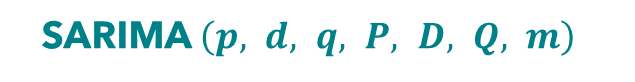 SARIMA (p, d, q, P, D, Q, m)